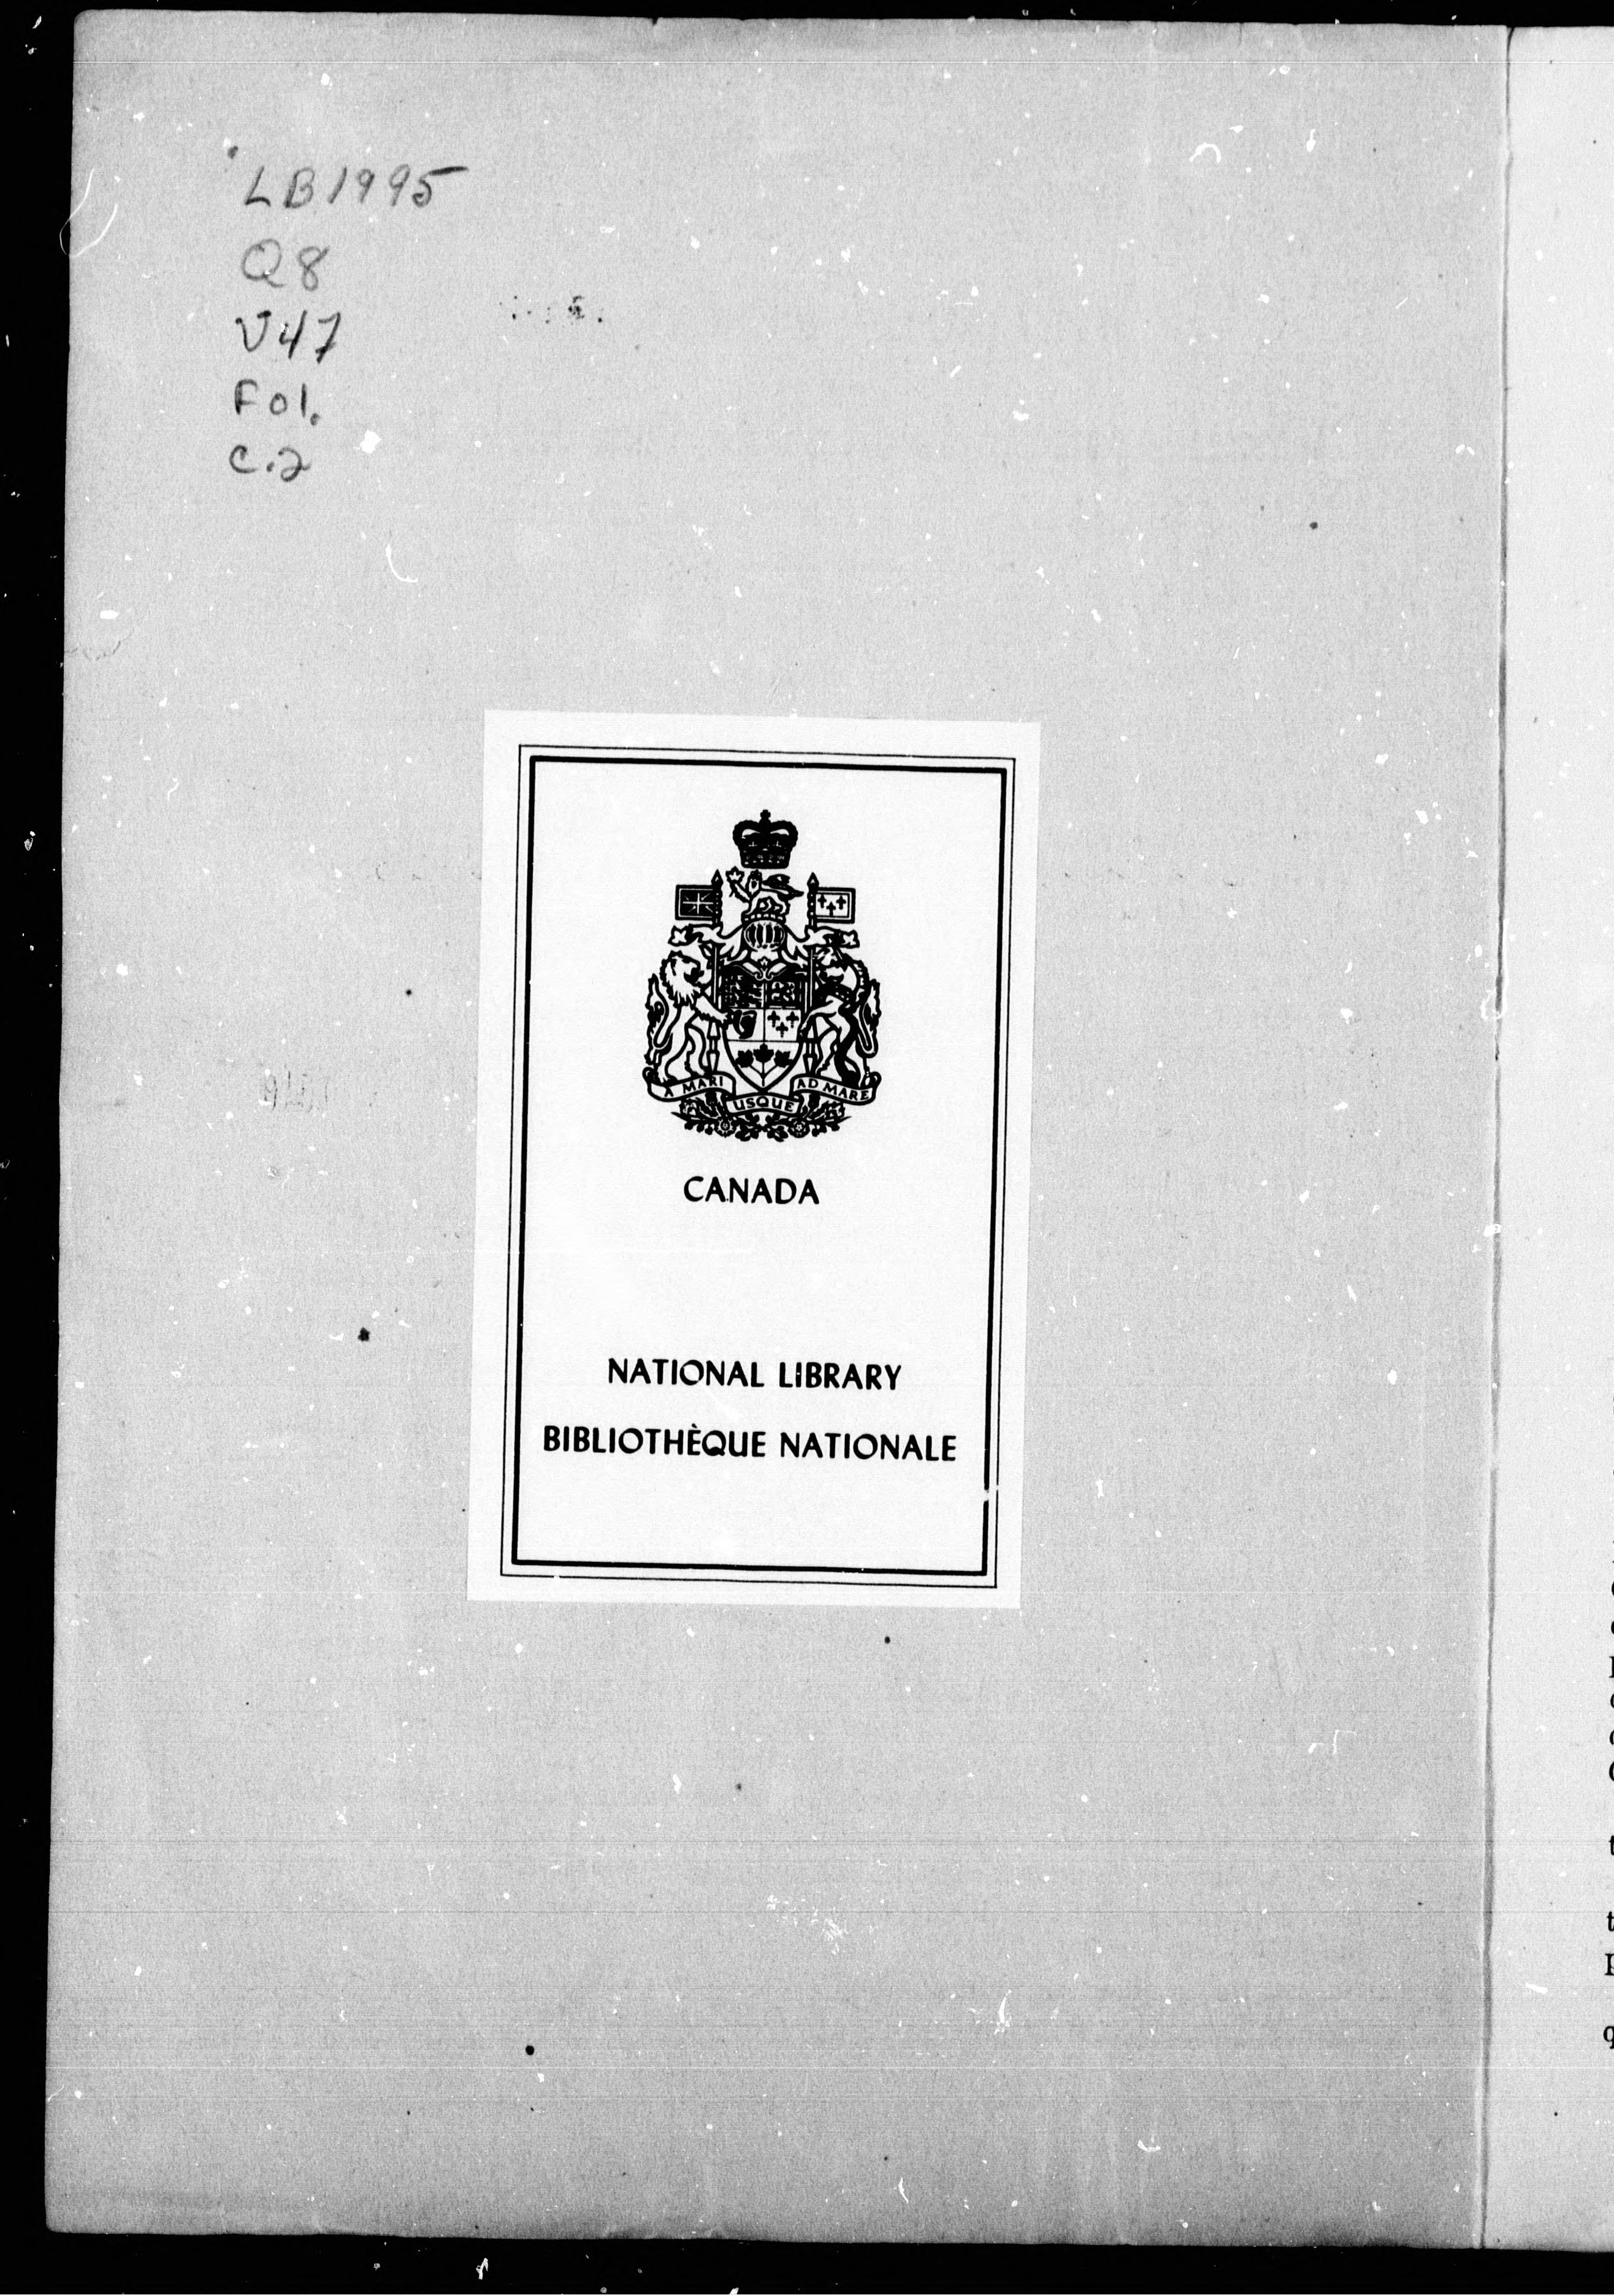 LB1995
Q8
V47
Fol.
c.2
A MARI USQUE AD MARE
CANADA
NATIONAL LIBRARY
BIBLIOTHÈQUE NATIONALE